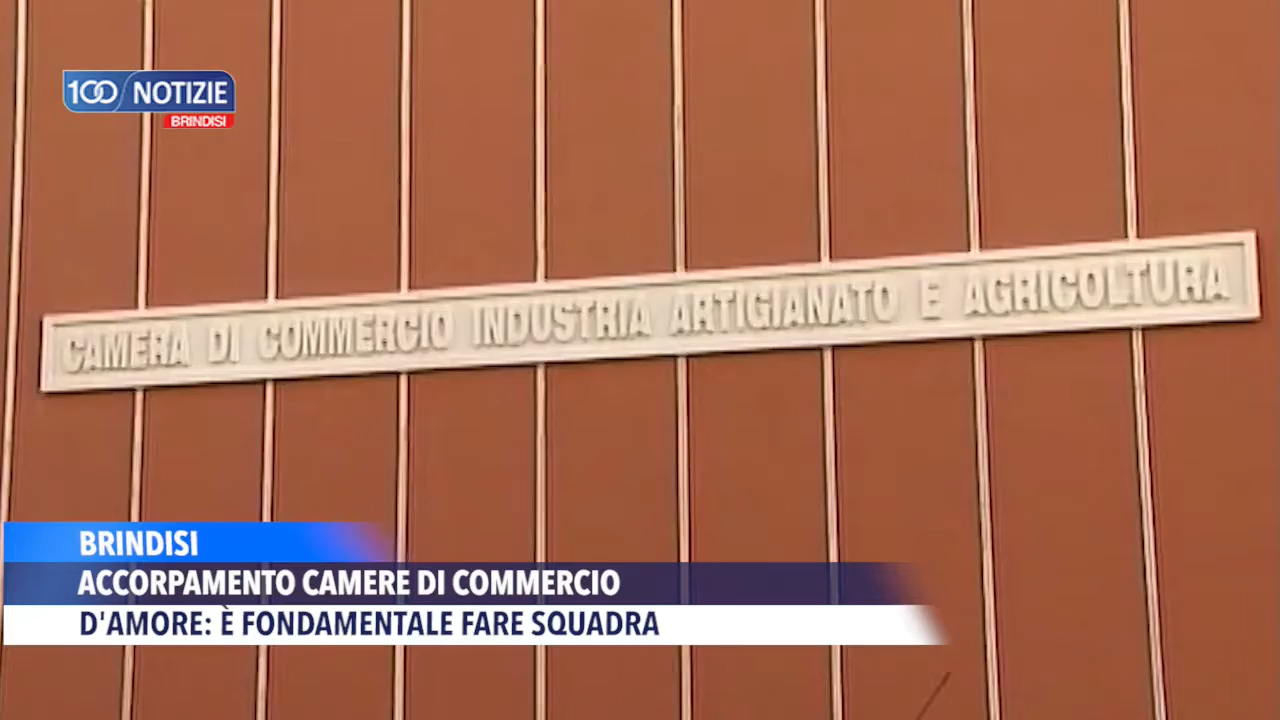 100 NOTIZIE
BRINDISI
CAMERA DI COMMERCIO INDUSTRIA ARTIGIANATO E AGRICOLTURA
BRINDISI
ACCORPAMENTO CAMERE DI COMMERCIO
D'AMORE: È FONDAMENTALE FARE SQUADRA